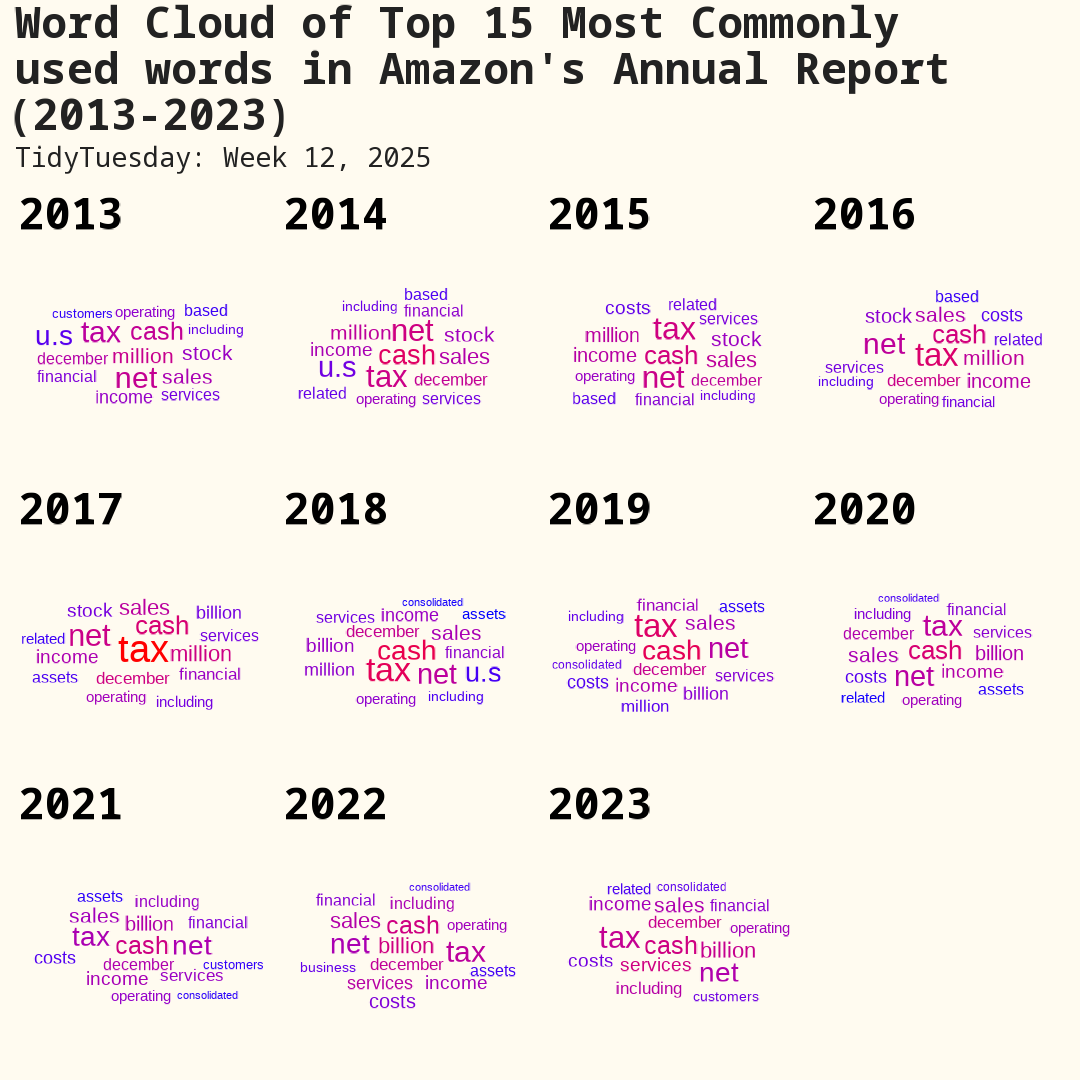 Word Cloud of Top 15 Most Commonly
used words in Amazon's Annual Report
(2013-2023)
TidyTuesday: Week 12, 2025
2013
customers operating based
u.s tax cash including
december million stock
financial net sales
income services
2014
based
including financial
million net stock
income cash sales
u.s tax december
related operating services
2015
costs related
million tax services stock
income cash sales
operating net december
based financial including
2016
based
stock sales costs
net cash related
tax million
services
including december income
operating financial
2017
stock sales billion
related net cash services
income tax million
assets december financial
operating including
2018
consolidated
services income assets
december sales
billion cash financial
million tax net u.s
operating including
2019
financial assets
including tax sales
operating cash net
consolidated december services
costs income billion
million
2020
consolidated
including financial
december tax services
sales cash billion
costs net income
related operating assets
2021
assets including
sales billion financial
tax cash net
costs december customers
income services
operating consolidated
2022
consolidated
financial including
sales cash operating
net billion tax
business december assets
services income
costs
2023
related consolidated
income sales financial
december operating
tax cash billion
costs services net
including customers